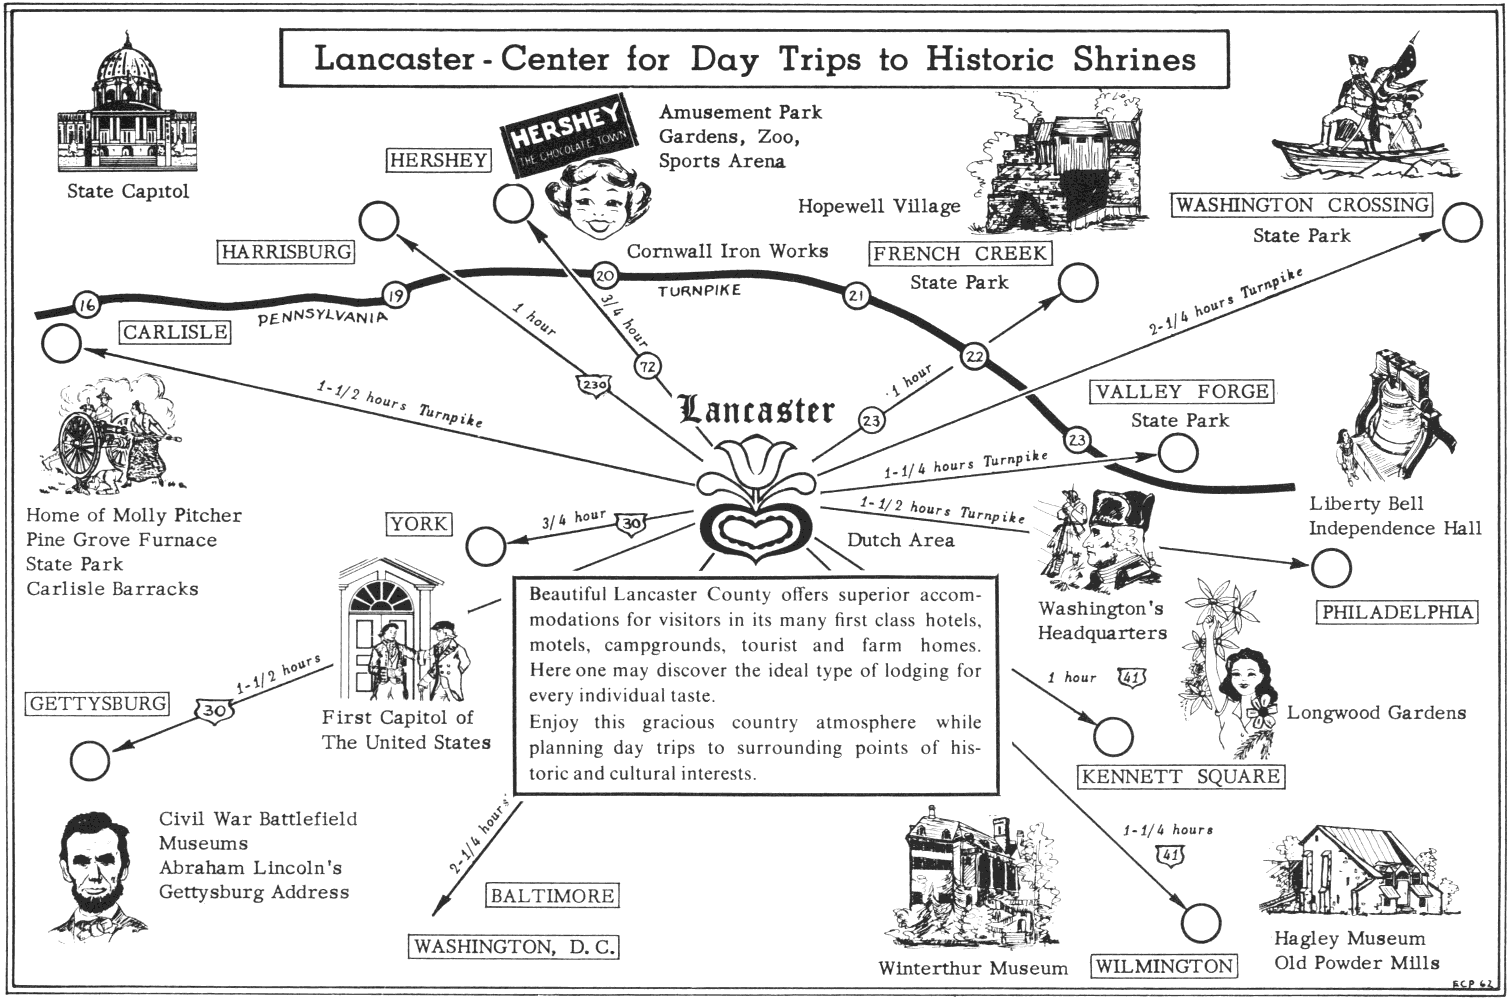 Lancaster - Center for Day Trips to Historic Shrines
State Capitol
HERSHEY
HERSHEY
THE CHOCOLATE TOWN
Amusement Park
Gardens, Zoo,
Sports Arena
Hopewell Village
WASHINGTON CROSSING
State Park
HARRISBURG
Cornwall Iron Works
FRENCH CREEK
State Park
16
PENNSYLVANIA
19
20
TURNPIKE
21
22
23
CARLISLE
1 hour
230
3/4 hour
72
1-1/2 hours Turnpike
Lancaster
23
1 hour
2-1/4 hours Turnpike
VALLEY FORGE
State Park
1-1/4 hours Turnpike
Home of Molly Pitcher
Pine Grove Furnace
State Park
Carlisle Barracks
YORK
3/4 hour
30
Dutch Area
1-1/2 hours Turnpike
Liberty Bell
Independence Hall
PHILADELPHIA
Washington's
Headquarters
Beautiful Lancaster County offers superior accom-
modations for visitors in its many first class hotels,
motels, campgrounds, tourist and farm homes.
Here one may discover the ideal type of lodging for
every individual taste.
Enjoy this gracious country atmosphere while
planning day trips to surrounding points of his-
toric and cultural interests.
1 hour
41
Longwood Gardens
KENNETT SQUARE
GETTYSBURG
30
1-1/2 hours
First Capitol of
The United States
Civil War Battlefield
Museums
Abraham Lincoln's
Gettysburg Address
2-1/4 hours
BALTIMORE
WASHINGTON, D. C.
1-1/4 hours
41
Winterthur Museum
WILMINGTON
Hagley Museum
Old Powder Mills
ECP 62